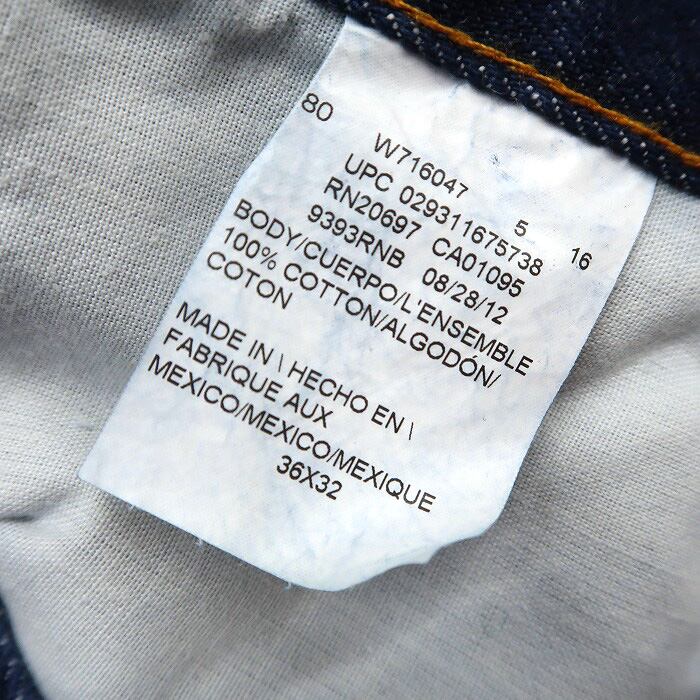 80 W716047 5 16
UPC 029311675738
RN20697 CA01095
9393RNB 08/28/12
BODY/CUERPO/L'ENSEMBLE
100% COTTON/ALGODÓN/
COTON
MADE IN \ HECHO EN \
FABRIQUE AUX
MEXICO/MEXICO/MEXIQUE
36X32